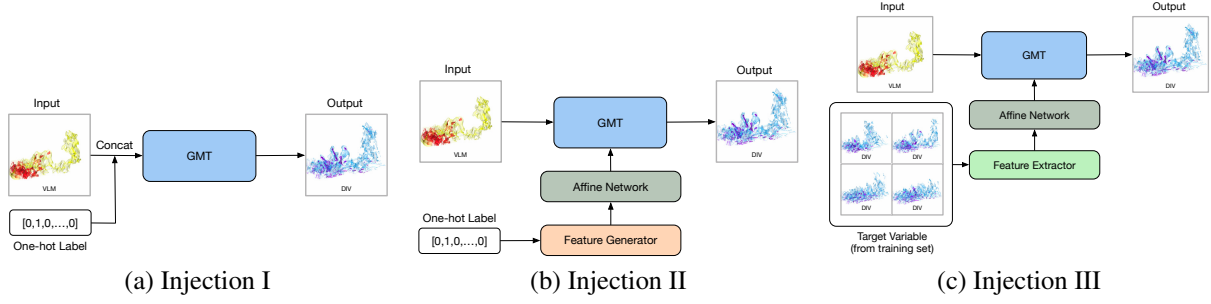 Input
VLM
Concat
GMT
Output
DIV
[0,1,0,...,0]
One-hot Label
(a) Injection I
Input
VLM
GMT
Output
DIV
Affine Network
One-hot Label
[0,1,0,...,0]
Feature Generator
(b) Injection II
Input
VLM
GMT
Output
DIV
Affine Network
Feature Extractor
DIV
DIV
DIV
DIV
Target Variable
(from training set)
(c) Injection III